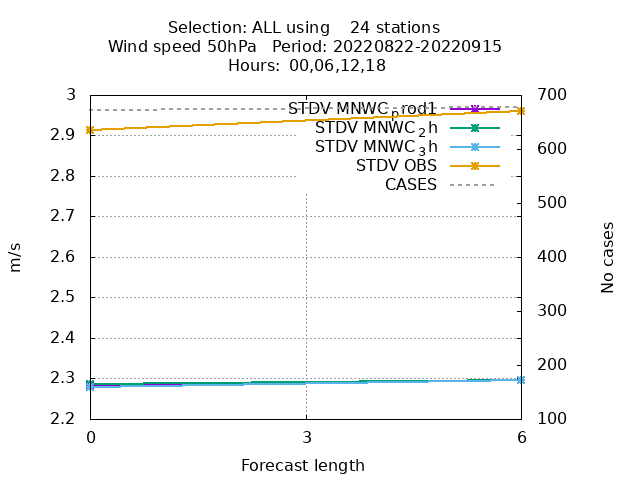 Selection: ALL using 24 stations
Wind speed 50hPa Period: 20220822-20220915
Hours: 00,06,12,18
3 700
STDV MNWC_prod1
2.9 STDV MNWC_2h 600
STDV MNWC_3h
STDV OBS
2.8 CASES 500
2.7
2.6 400
m/s No cases
2.5 300
2.4
2.3 200
2.2 100
0 3 6
Forecast length